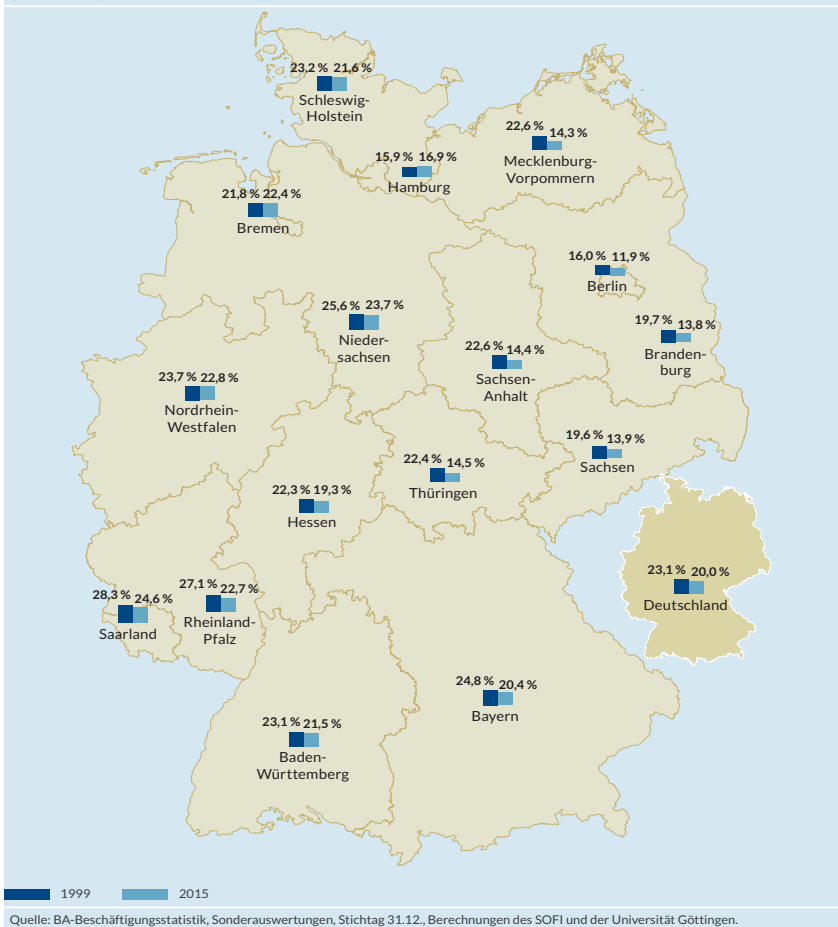 23,2 % 21,6 %
Schleswig-
Holstein
22,6 % 14,3 %
Mecklenburg-
Vorpommern
15,9 % 16,9 %
Hamburg
21,8 % 22,4 %
Bremen
16,0 % 11,9 %
Berlin
25,6 % 23,7 %
Nieder-
sachsen
19,7 % 13,8 %
Branden-
burg
22,6 % 14,4 %
Sachsen-
Anhalt
23,7 % 22,8 %
Nordrhein-
Westfalen
19,6 % 13,9 %
Sachsen
22,4 % 14,5 %
Thüringen
22,3 % 19,3 %
Hessen
23,1 % 20,0 %
Deutschland
28,3 % 24,6 %
Saarland
27,1 % 22,7 %
Rheinland-
Pfalz
24,8 % 20,4 %
Bayern
23,1 % 21,5 %
Baden-
Württemberg
1999 2015
Quelle: BA-Beschäftigungsstatistik, Sonderauswertungen, Stichtag 31.12., Berechnungen des SOFI und der Universität Göttingen.